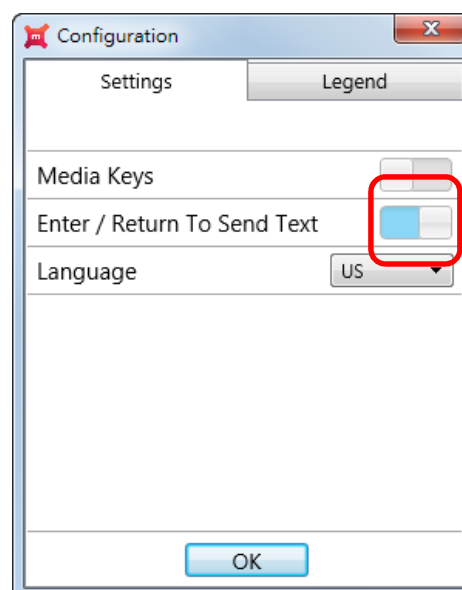 Configuration
Settings
Legend
Media Keys
Enter / Return To Send Text
Language
US
OK